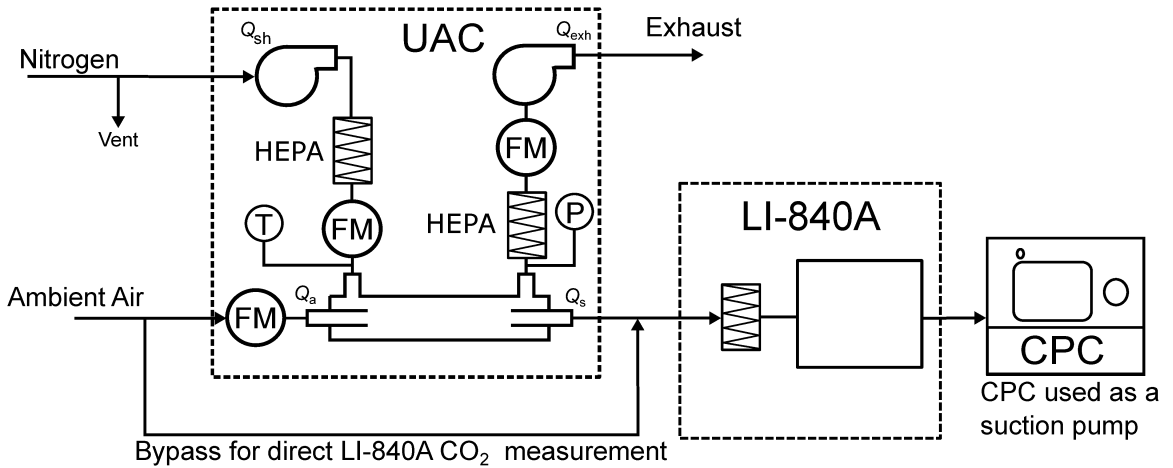 Q_sh
UAC
Q_exh
Exhaust
Nitrogen
Vent
HEPA
FM
T
FM
HEPA
P
LI-840A
Ambient Air
FM
Q_a
Q_s
CPC
CPC used as a
suction pump
Bypass for direct LI-840A CO₂ measurement